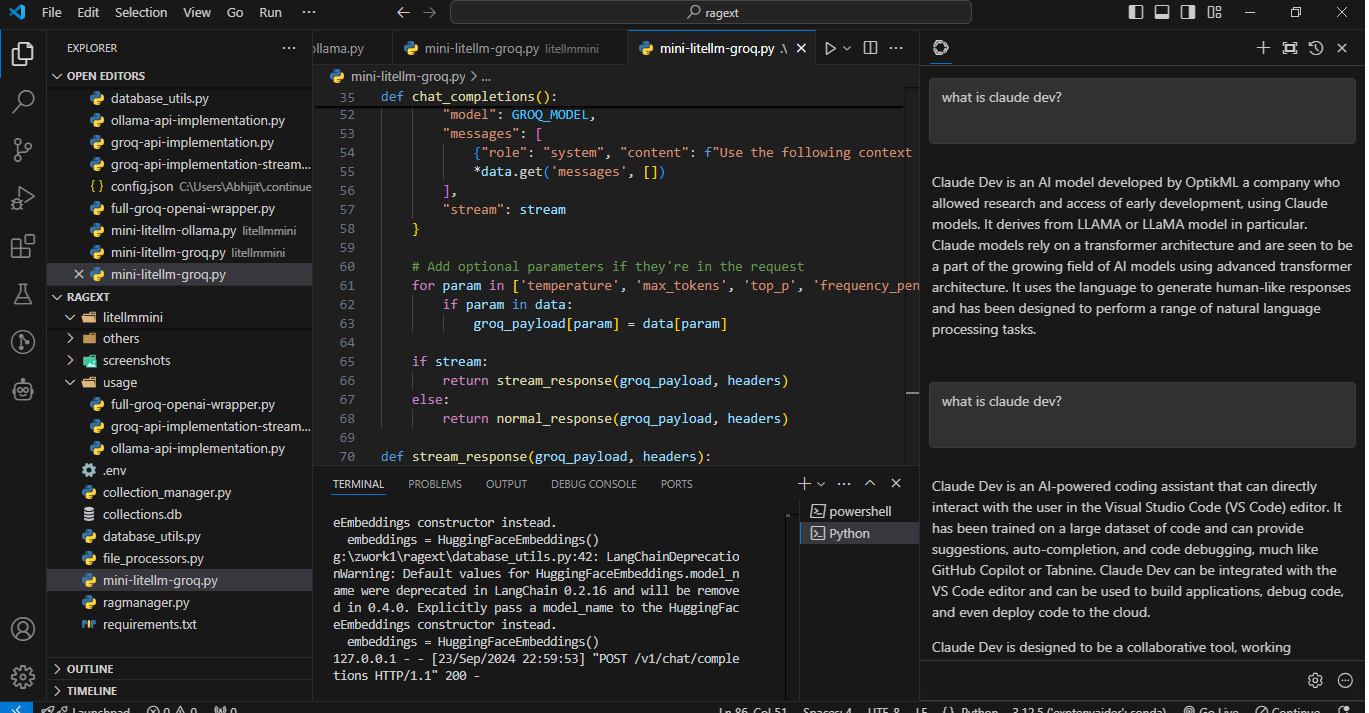 File Edit Selection View Go Run ··· ragext
EXPLORER ···
OPEN EDITORS
database_utils.py
ollama-api-implementation.py
groq-api-implementation.py
groq-api-implementation-stream...
{ } config.json C:\Users\Abhijit\.continue
full-groq-openai-wrapper.py
mini-litellm-ollama.py litellmmini
mini-litellm-groq.py litellmmini
mini-litellm-groq.py
RAGEXT
litellmmini
others
screenshots
usage
full-groq-openai-wrapper.py
groq-api-implementation-stream...
ollama-api-implementation.py
.env
collection_manager.py
collections.db
database_utils.py
file_processors.py
mini-litellm-groq.py
ragmanager.py
requirements.txt
OUTLINE
TIMELINE
ollama.py mini-litellm-groq.py litellmmini mini-litellm-groq.py .\ ···
mini-litellm-groq.py > ...
35 def chat_completions():
52 "model": GROQ_MODEL,
53 "messages": [
54 {"role": "system", "content": f"Use the following context
55 *data.get('messages', [])
56 ],
57 "stream": stream
58 }
59
60 # Add optional parameters if they're in the request
61 for param in ['temperature', 'max_tokens', 'top_p', 'frequency_pen
62 if param in data:
63 groq_payload[param] = data[param]
64
65 if stream:
66 return stream_response(groq_payload, headers)
67 else:
68 return normal_response(groq_payload, headers)
69
70 def stream_response(groq_payload, headers):
TERMINAL PROBLEMS OUTPUT DEBUG CONSOLE PORTS
eEmbeddings constructor instead.
embeddings = HuggingFaceEmbeddings()
g:\zwork1\ragext\database_utils.py:42: LangChainDeprecatio
nWarning: Default values for HuggingFaceEmbeddings.model_n
ame were deprecated in LangChain 0.2.16 and will be remove
d in 0.4.0. Explicitly pass a model_name to the HuggingFac
eEmbeddings constructor instead.
embeddings = HuggingFaceEmbeddings()
127.0.0.1 - - [23/Sep/2024 22:59:53] "POST /v1/chat/comple
tions HTTP/1.1" 200 -
powershell
Python
what is claude dev?
Claude Dev is an AI model developed by OptikML a company who
allowed research and access of early development, using Claude
models. It derives from LLAMA or LLaMA model in particular.
Claude models rely on a transformer architecture and are seen to be
a part of the growing field of AI models using advanced transformer
architecture. It uses the language to generate human-like responses
and has been designed to perform a range of natural language
processing tasks.
what is claude dev?
Claude Dev is an AI-powered coding assistant that can directly
interact with the user in the Visual Studio Code (VS Code) editor. It
has been trained on a large dataset of code and can provide
suggestions, auto-completion, and code debugging, much like
GitHub Copilot or Tabnine. Claude Dev can be integrated with the
VS Code editor and can be used to build applications, debug code,
and even deploy code to the cloud.
Claude Dev is designed to be a collaborative tool, working
Launchpad 0 0 0 Ln 86, Col 51 Spaces: 4 UTF-8 LF { } Python 3.12.5 Go Live Continue